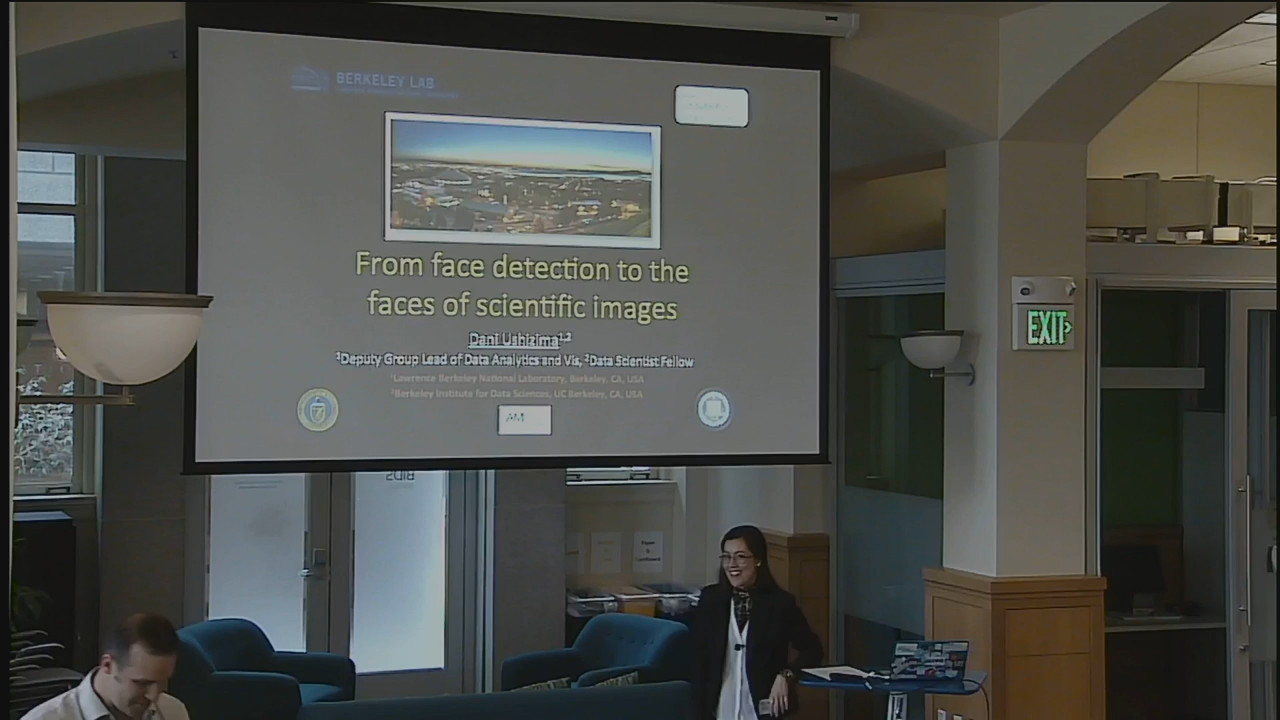 BERKELEY LAB
From face detection to the
faces of scientific images
Dani Ushizima¹,²
¹Deputy Group Lead of Data Analytics and Vis, ²Data Scientist Fellow
¹Lawrence Berkeley National Laboratory, Berkeley, CA, USA
²Berkeley Institute for Data Sciences, UC Berkeley, CA, USA
AM
BIDS
EXIT